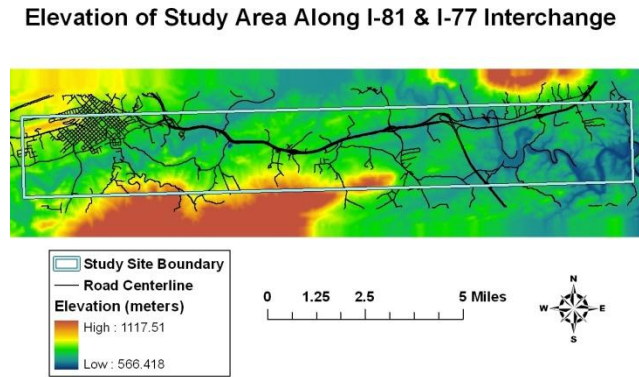 Elevation of Study Area Along I-81 & I-77 Interchange
Study Site Boundary
Road Centerline
Elevation (meters)
High : 1117.51
Low : 566.418
0 1.25 2.5 5 Miles
N
W E
S